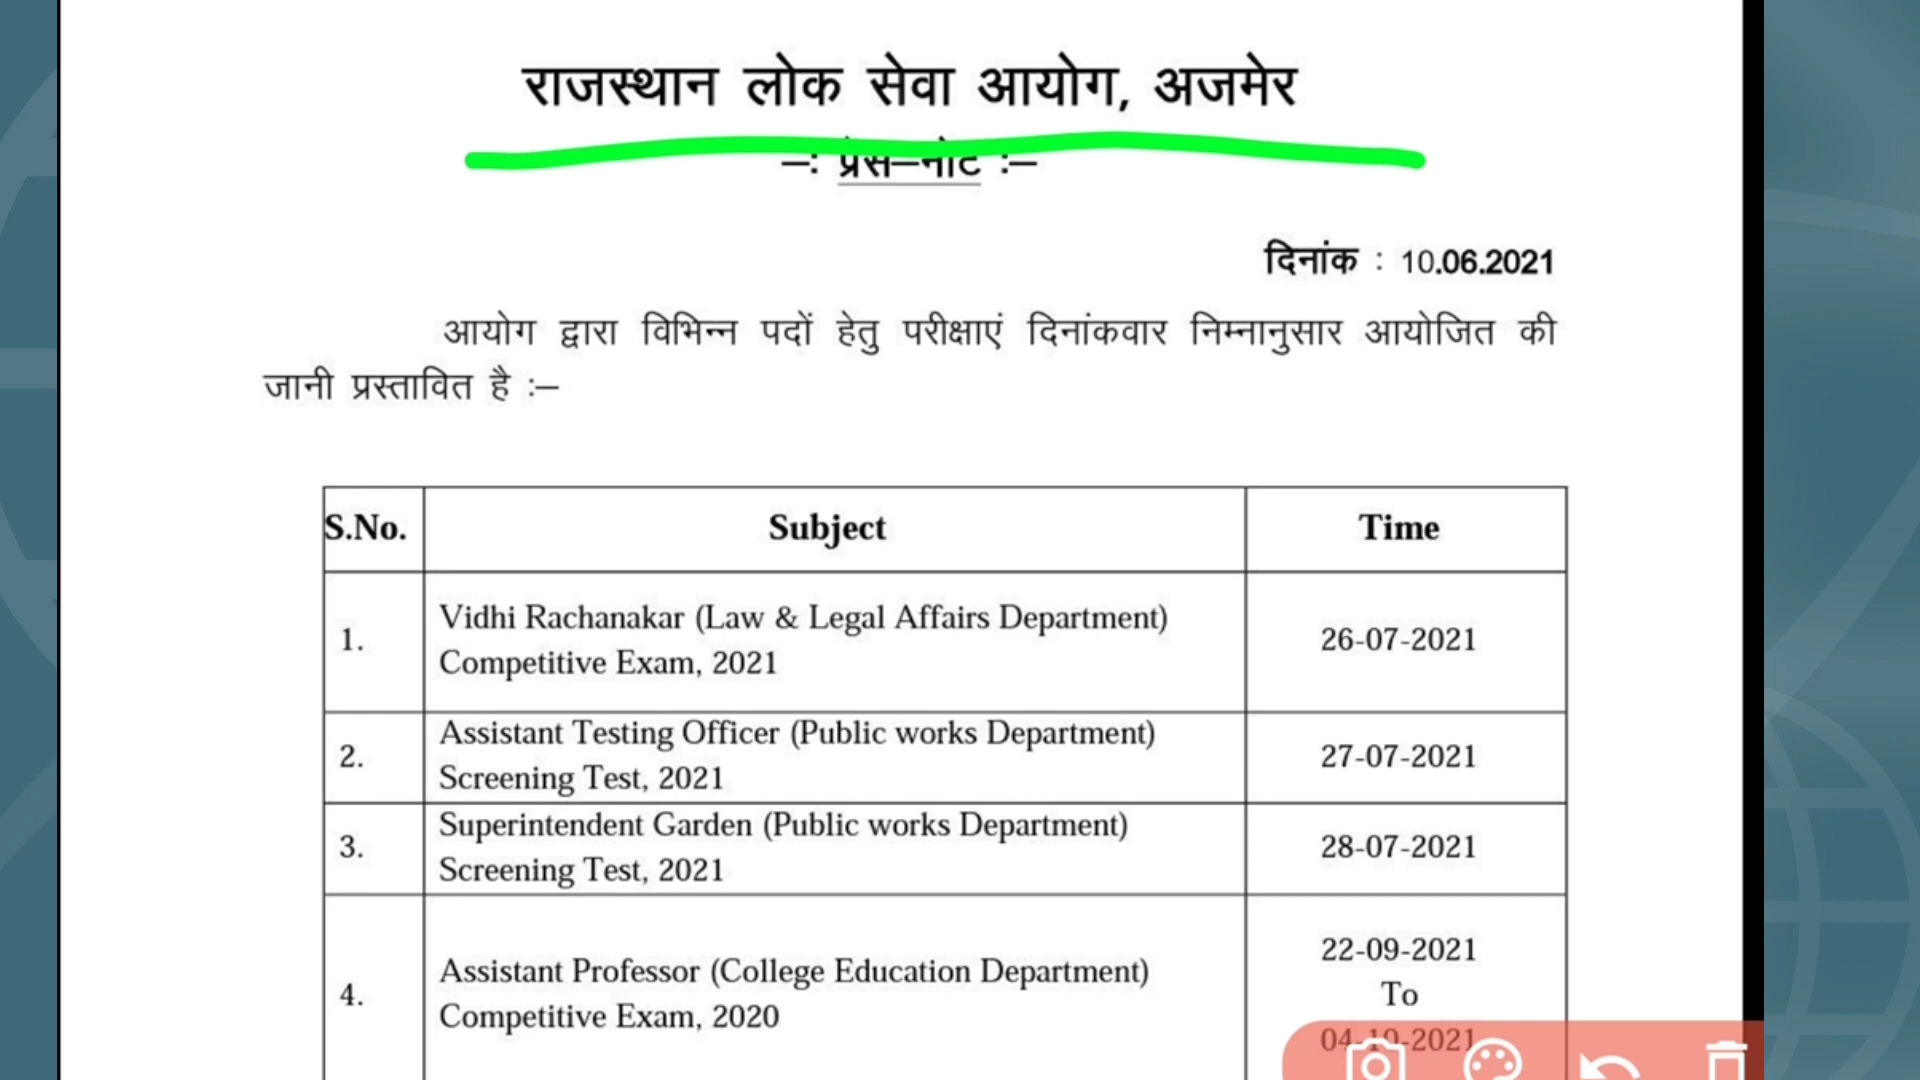 राजस्थान लोक सेवा आयोग, अजमेर
–: प्रेस–नोट :–
दिनांक : 10.06.2021
आयोग द्वारा विभिन्न पदों हेतु परीक्षाएं दिनांकवार निम्नानुसार आयोजित की
जानी प्रस्तावित है :–
S.No. Subject Time
1. Vidhi Rachanakar (Law & Legal Affairs Department)
Competitive Exam, 2021 26-07-2021
2. Assistant Testing Officer (Public works Department)
Screening Test, 2021 27-07-2021
3. Superintendent Garden (Public works Department)
Screening Test, 2021 28-07-2021
4. Assistant Professor (College Education Department)
Competitive Exam, 2020 22-09-2021
To
04-10-2021